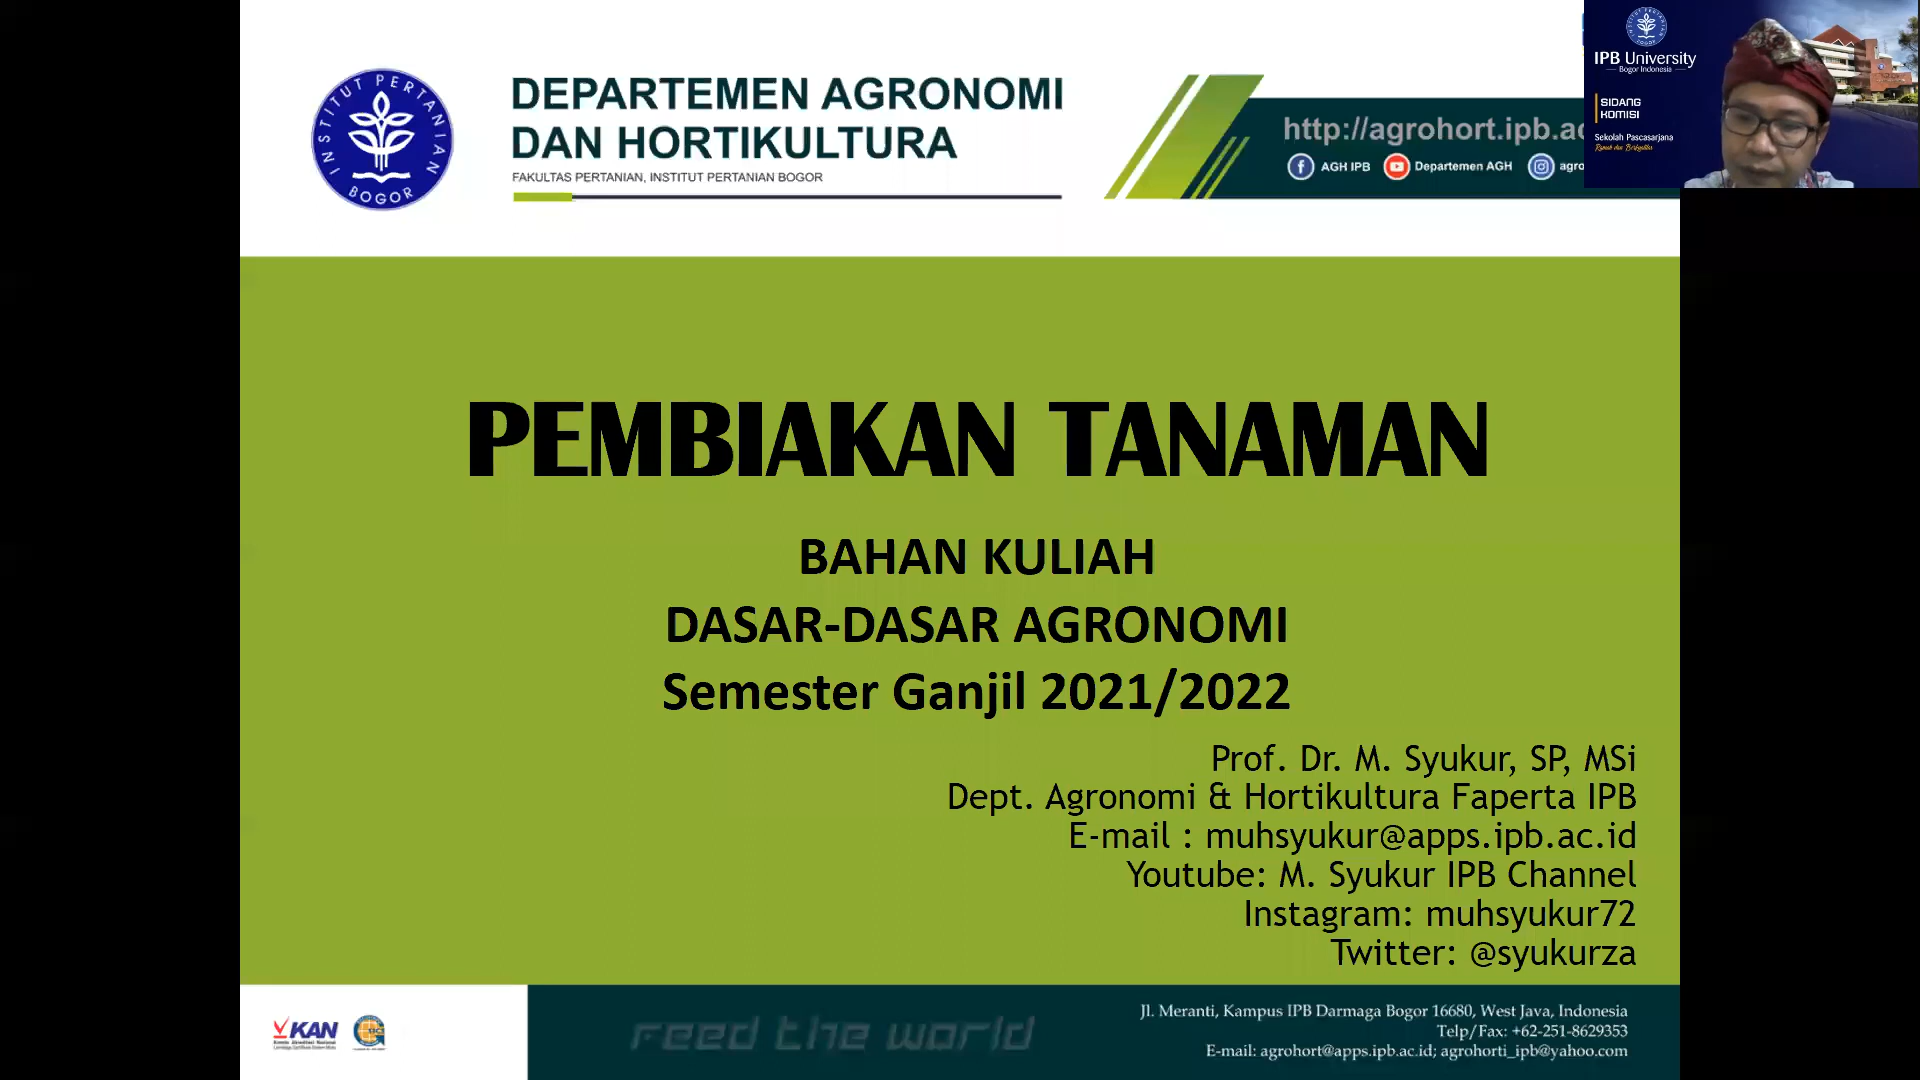 INSTITUT PERTANIAN
BOGOR
DEPARTEMEN AGRONOMI
DAN HORTIKULTURA
FAKULTAS PERTANIAN, INSTITUT PERTANIAN BOGOR
http://agrohort.ipb.ac
AGH IPB
Departemen AGH
agro
IPB University
Bogor Indonesia
SIDANG
KOMISI
Sekolah Pascasarjana
PEMBIAKAN TANAMAN
BAHAN KULIAH
DASAR-DASAR AGRONOMI
Semester Ganjil 2021/2022
Prof. Dr. M. Syukur, SP, MSi
Dept. Agronomi & Hortikultura Faperta IPB
E-mail : muhsyukur@apps.ipb.ac.id
Youtube: M. Syukur IPB Channel
Instagram: muhsyukur72
Twitter: @syukurza
KAN
Komite Akreditasi Nasional
feed the world
Jl. Meranti, Kampus IPB Darmaga Bogor 16680, West Java, Indonesia
Telp/Fax: +62-251-8629353
E-mail: agrohort@apps.ipb.ac.id; agrohorti_ipb@yahoo.com